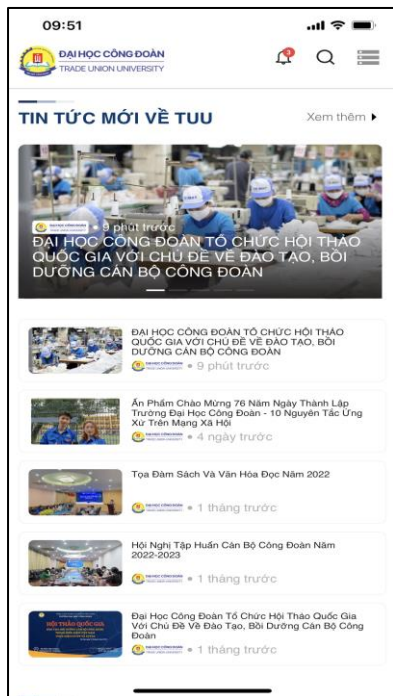 09:51
ĐẠI HỌC CÔNG ĐOÀN
TRADE UNION UNIVERSITY
3
TIN TỨC MỚI VỀ TUU
Xem thêm
9 phút trước
ĐẠI HỌC CÔNG ĐOÀN TỔ CHỨC HỘI THẢO
QUỐC GIA VỚI CHỦ ĐỀ VỀ ĐÀO TẠO, BỒI
DƯỠNG CÁN BỘ CÔNG ĐOÀN
ĐẠI HỌC CÔNG ĐOÀN TỔ CHỨC HỘI THẢO
QUỐC GIA VỚI CHỦ ĐỀ VỀ ĐÀO TẠO, BỒI
DƯỠNG CÁN BỘ CÔNG ĐOÀN
• 9 phút trước
Ấn Phẩm Chào Mừng 76 Năm Ngày Thành Lập
Trường Đại Học Công Đoàn - 10 Nguyên Tắc Ứng
Xử Trên Mạng Xã Hội
• 4 ngày trước
Tọa Đàm Sách Và Văn Hóa Đọc Năm 2022
• 1 tháng trước
Hội Nghị Tập Huấn Cán Bộ Công Đoàn Năm
2022-2023
• 1 tháng trước
HỘI THẢO QUỐC GIA
Đại Học Công Đoàn Tổ Chức Hội Thảo Quốc Gia
Với Chủ Đề Về Đào Tạo, Bồi Dưỡng Cán Bộ Công
Đoàn
• 1 tháng trước